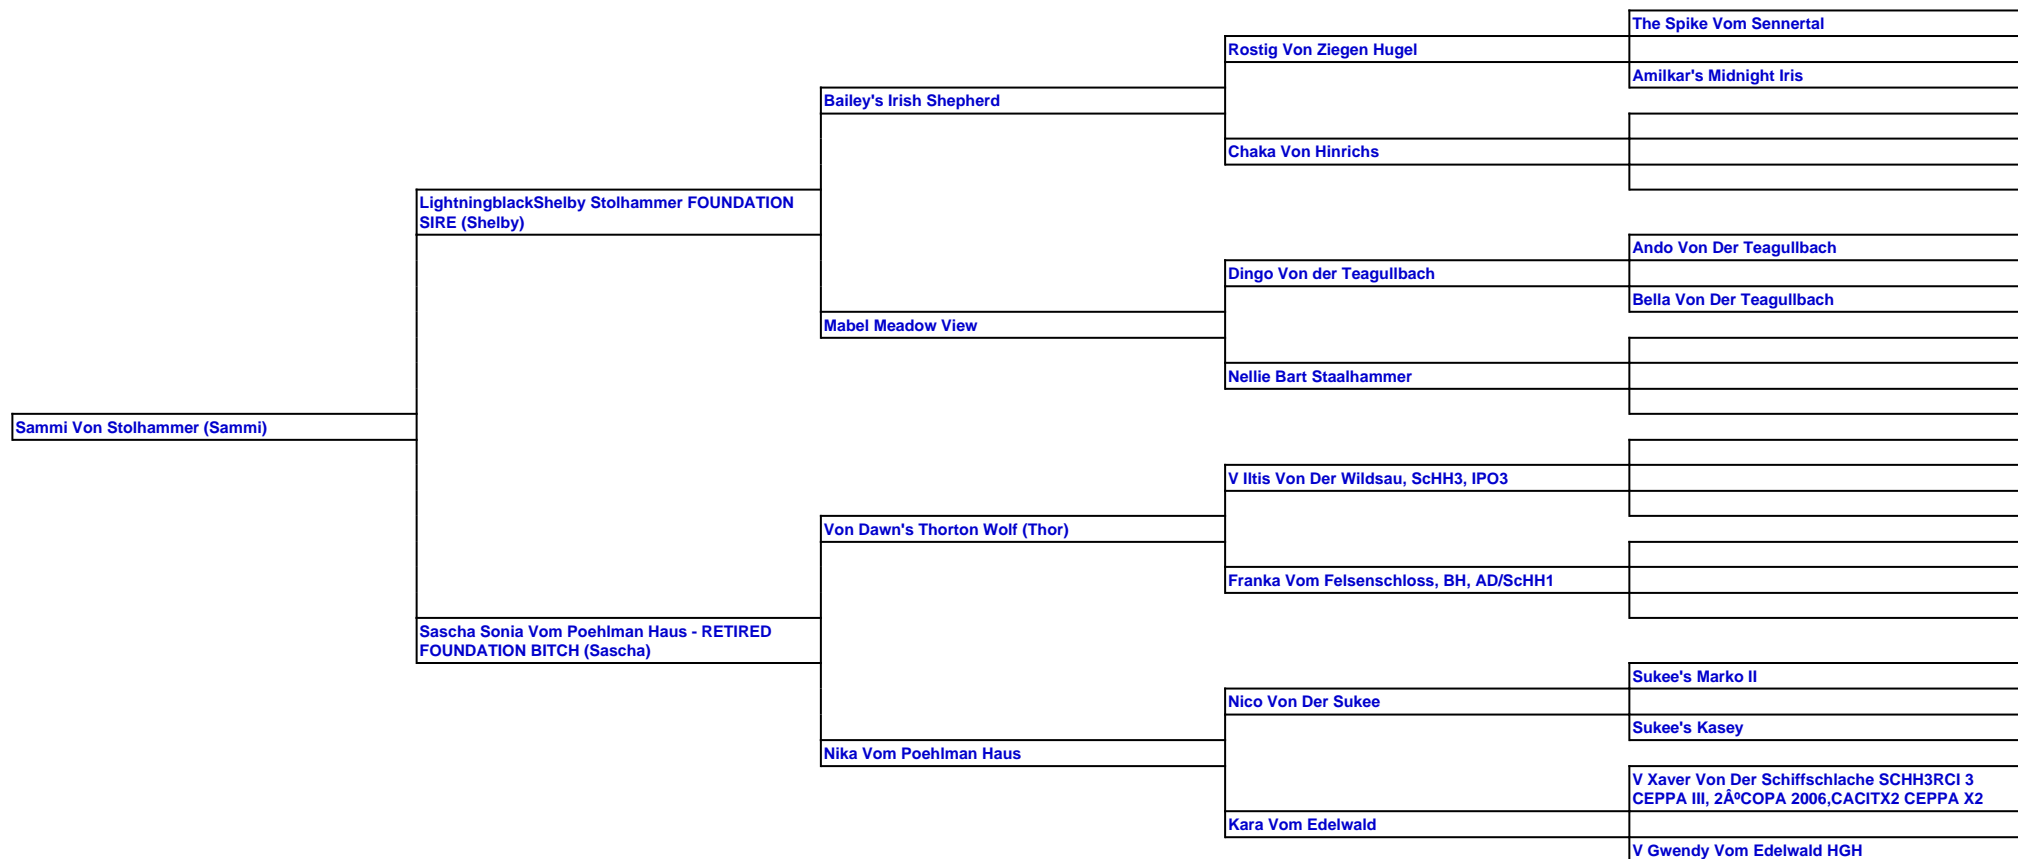 The Spike Vom Sennertal
Rostig Von Ziegen Hugel
Amilkar's Midnight Iris
Bailey's Irish Shepherd
Chaka Von Hinrichs
LightningblackShelby Stolhammer FOUNDATION
SIRE (Shelby)
Ando Von Der Teagullbach
Dingo Von der Teagullbach
Bella Von Der Teagullbach
Mabel Meadow View
Nellie Bart Staalhammer
Sammi Von Stolhammer (Sammi)
V Iltis Von Der Wildsau, ScHH3, IPO3
Von Dawn's Thorton Wolf (Thor)
Franka Vom Felsenschloss, BH, AD/ScHH1
Sascha Sonia Vom Poehlman Haus - RETIRED
FOUNDATION BITCH (Sascha)
Sukee's Marko II
Nico Von Der Sukee
Sukee's Kasey
Nika Vom Poehlman Haus
V Xaver Von Der Schiffschlache SCHH3RCI 3
CEPPA III, 2ÂºCOPA 2006,CACITX2 CEPPA X2
Kara Vom Edelwald
V Gwendy Vom Edelwald HGH